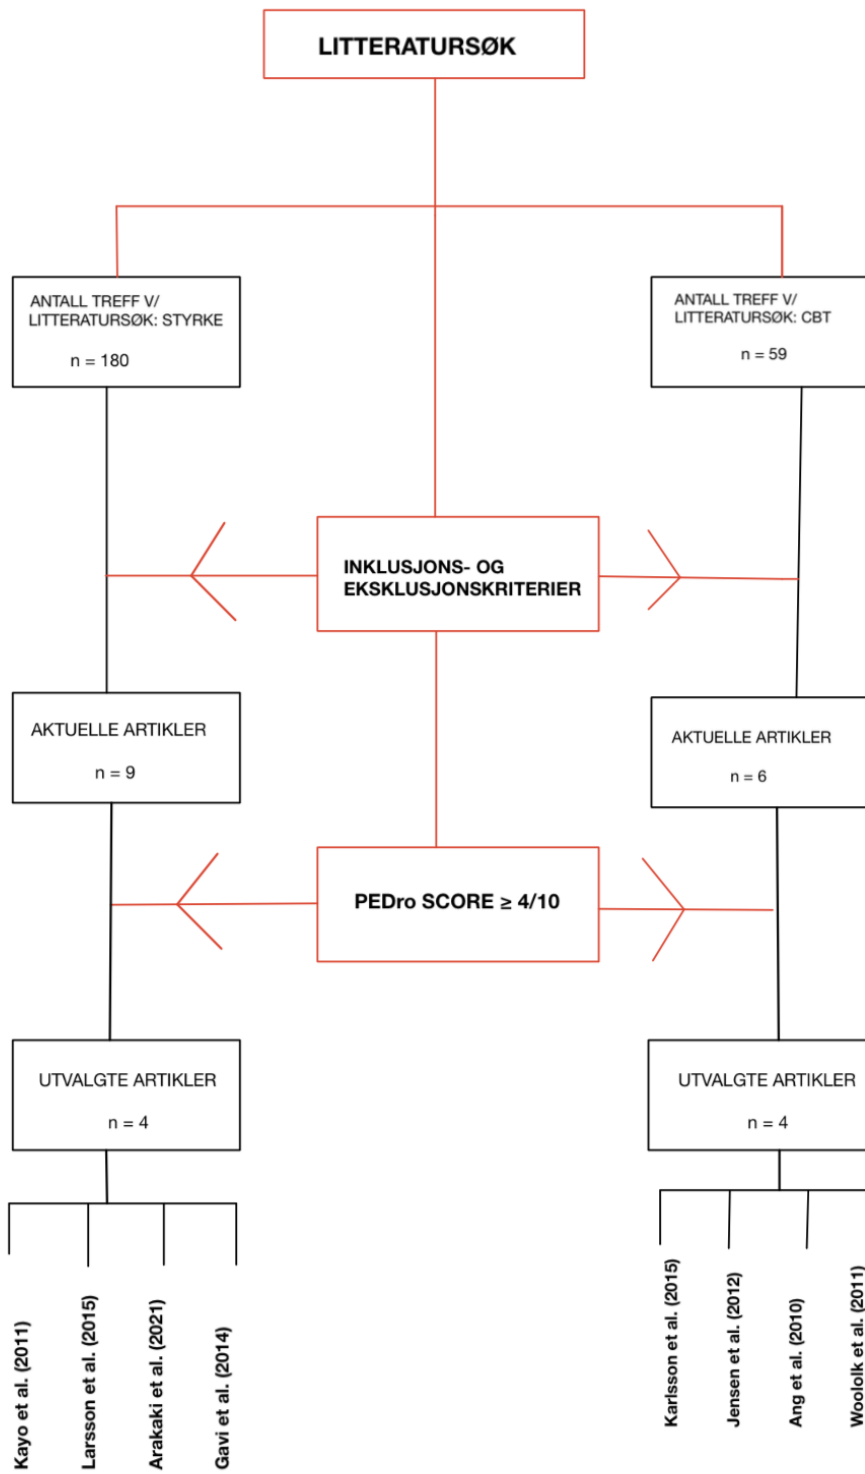 LITTERATURSØK
ANTALL TREFF V/
LITTERATURSØK: STYRKE
n = 180
ANTALL TREFF V/
LITTERATURSØK: CBT
n = 59
INKLUSJONS- OG
EKSKLUSJONSKRITERIER
AKTUELLE ARTIKLER
n = 9
AKTUELLE ARTIKLER
n = 6
PEDro SCORE ≥ 4/10
UTVALGTE ARTIKLER
n = 4
UTVALGTE ARTIKLER
n = 4
Kayo et al. (2011)
Larsson et al. (2015)
Arakaki et al. (2021)
Gavi et al. (2014)
Karlsson et al. (2015)
Jensen et al. (2012)
Ang et al. (2010)
Woololk et al. (2011)